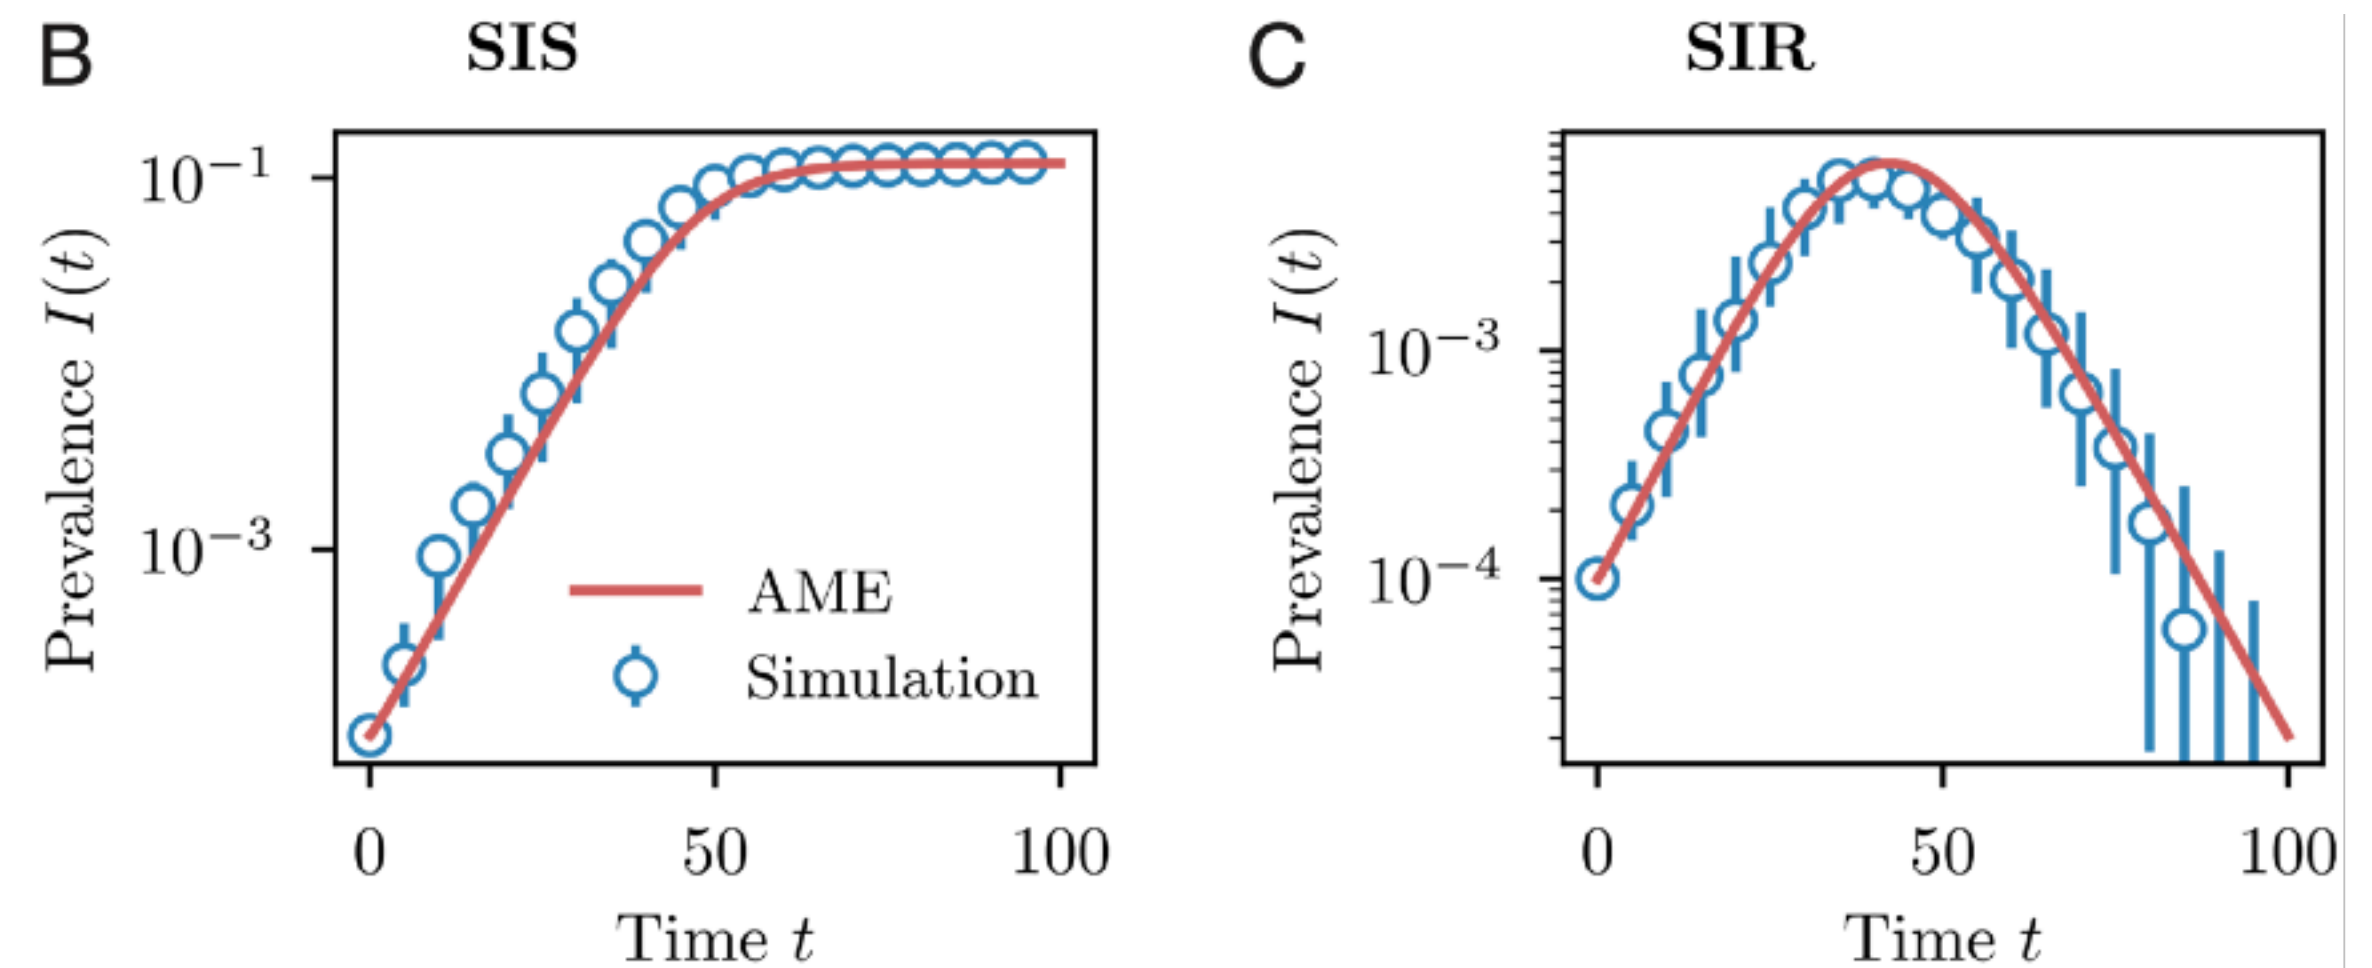 B
SIS
Prevalence I(t)
10⁻¹
10⁻³
AME
Simulation
0 50 100
Time t
C
SIR
Prevalence I(t)
10⁻³
10⁻⁴
0 50 100
Time t